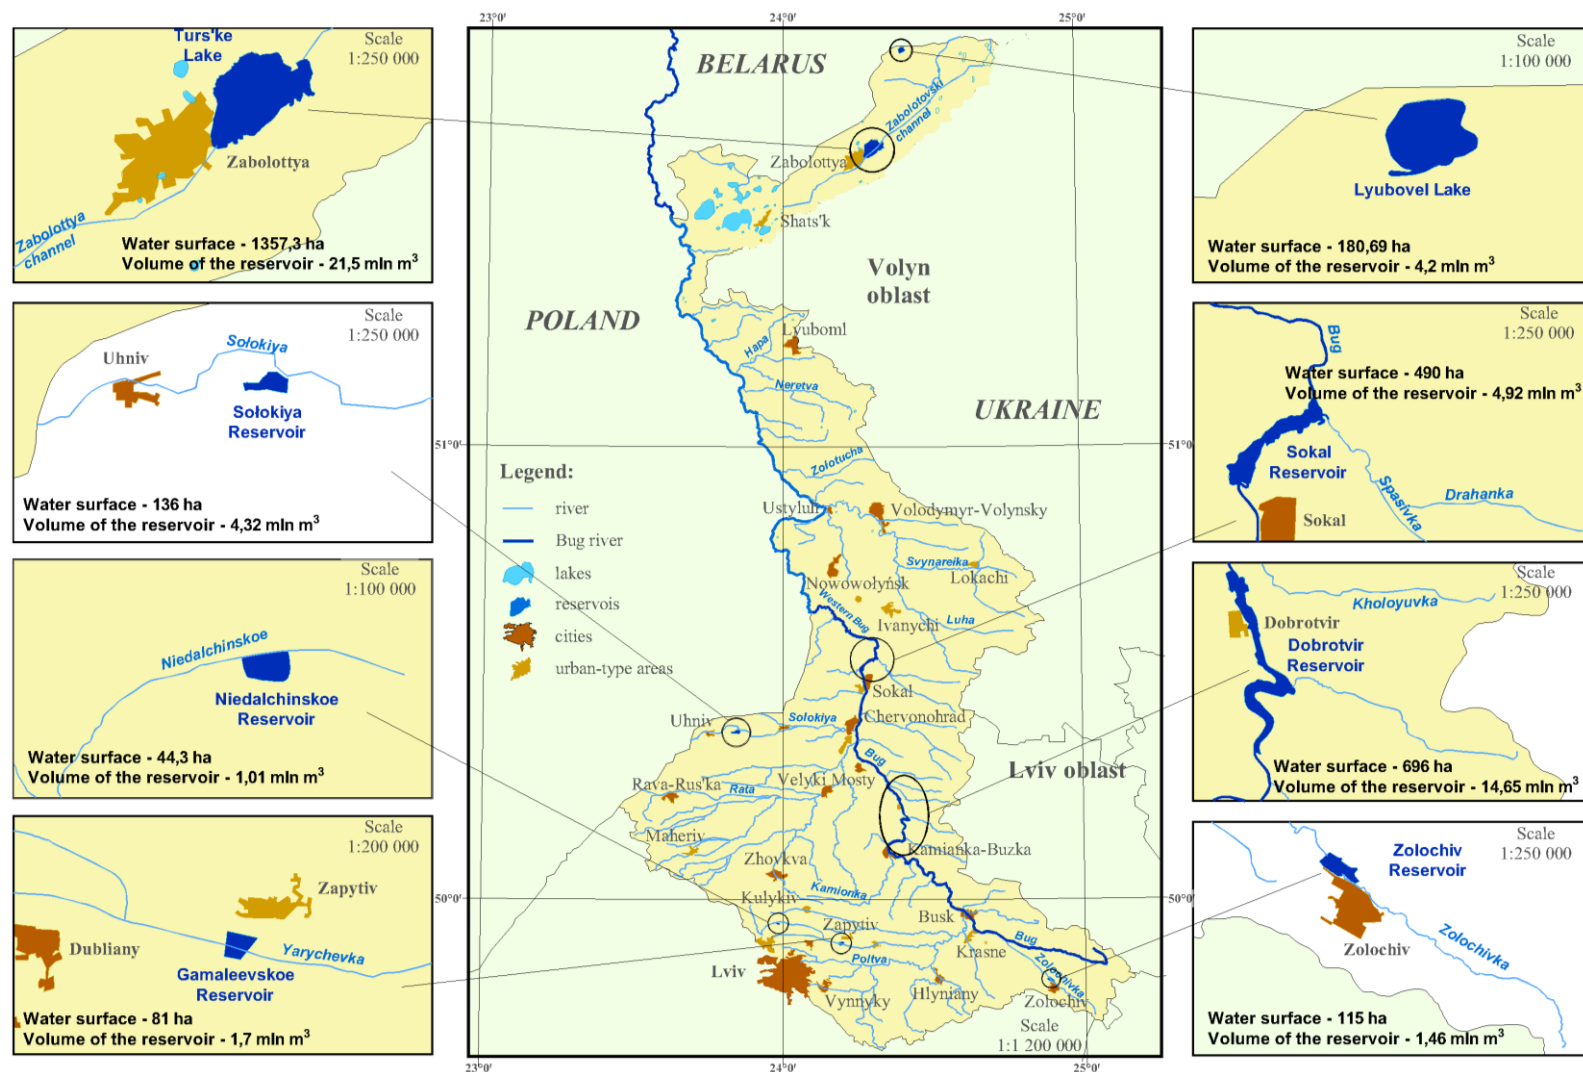 23°0'
24°0'
25°0'
Turs'ke
Lake
Scale
1:250 000
Zabolottya
Zabolottya
channel
Water surface - 1357,3 ha
Volume of the reservoir - 21,5 mln m³
Scale
1:250 000
Uhniv
Sołokiya
Sołokiya
Reservoir
Water surface - 136 ha
Volume of the reservoir - 4,32 mln m³
Scale
1:100 000
Niedalchinskoe
Niedalchinskoe
Reservoir
Water surface - 44,3 ha
Volume of the reservoir - 1,01 mln m³
Scale
1:200 000
Zapytiv
Dubliany
Yarychevka
Gamaleevskoe
Reservoir
Water surface - 81 ha
Volume of the reservoir - 1,7 mln m³
BELARUS
Zabolotovski
channel
Zabolottya
Shats'k
Volyn
oblast
POLAND
Lyuboml
Hapa
Neretva
UKRAINE
51°0'
51°0'
Legend:
river
Bug river
lakes
reservois
cities
urban-type areas
Zolotucha
Ustyluh
Volodymyr-Volynsky
Svynareika
Nowowołyńsk
Lokachi
Western Bug
Ivanychi
Luha
Sokal
Uhniv
Solokiya
Chervonohrad
Bug
Lviv oblast
Velyki Mosty
Rava-Rus'ka
Rata
Maheriv
Kamianka-Buzka
Zhovkva
Kamionka
Kulykiv
50°0'
50°0'
Busk
Zapytiv
Bug
Krasne
Poltva
Lviv
Zolochivka
Vynnyky
Hlyniany
Zolochiv
Scale
1:1 200 000
23°0'
24°0'
25°0'
Scale
1:100 000
Lyubovel Lake
Water surface - 180,69 ha
Volume of the reservoir - 4,2 mln m³
Bug
Scale
1:250 000
Water surface - 490 ha
Volume of the reservoir - 4,92 mln m³
Sokal
Reservoir
Spasivka
Drahanka
Sokal
Scale
1:250 000
Kholoyuvka
Dobrotvir
Dobrotvir
Reservoir
Water surface - 696 ha
Volume of the reservoir - 14,65 mln m³
Zolochiv
Reservoir
Scale
1:250 000
Zolochiv
Zolochivka
Water surface - 115 ha
Volume of the reservoir - 1,46 mln m³